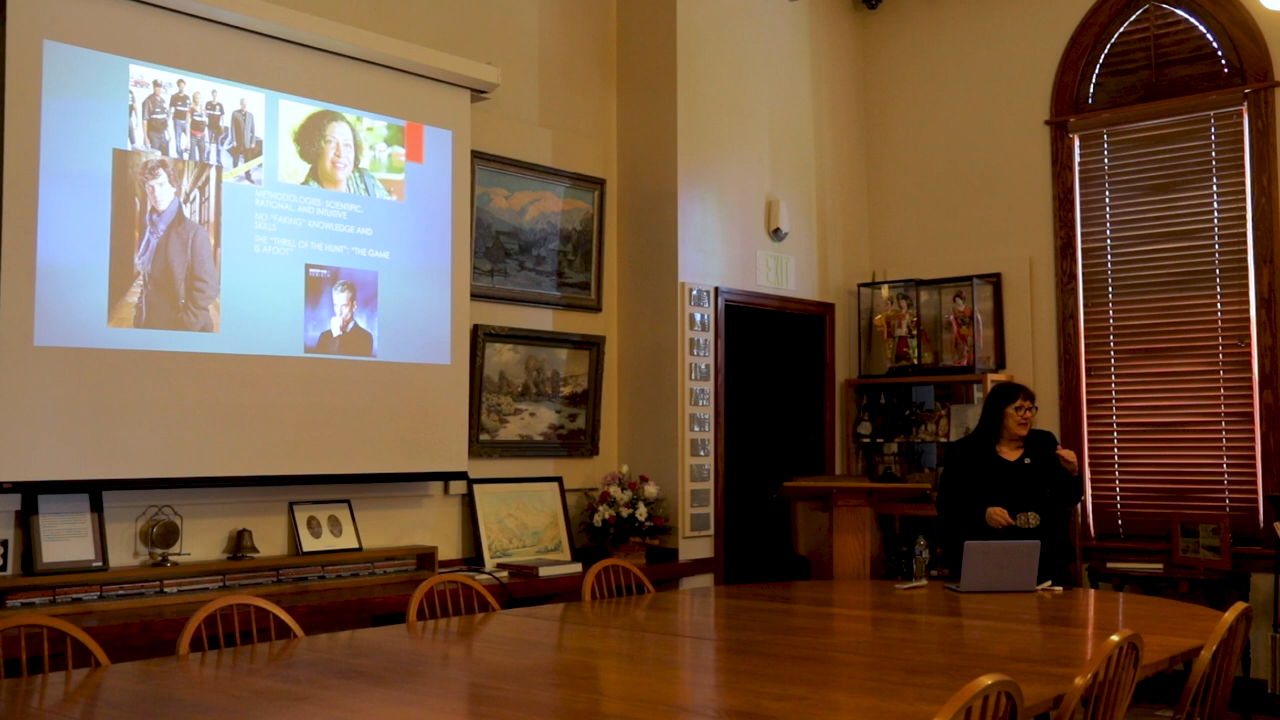 METHODOLOGIES: SCIENTIFIC,
RATIONAL, AND INTUITIVE
NO "FAKING" KNOWLEDGE AND
SKILLS
THE "THRILL OF THE HUNT": "THE GAME
IS AFOOT"
EXIT